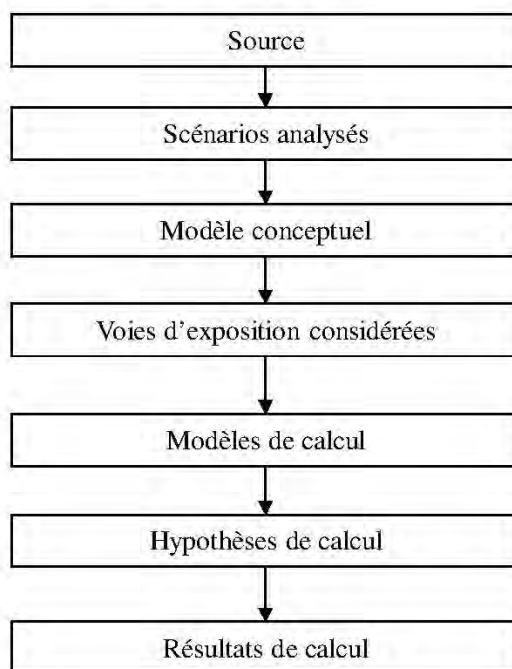 Source
Scénarios analysés
Modèle conceptuel
Voies d'exposition considérées
Modèles de calcul
Hypothèses de calcul
Résultats de calcul